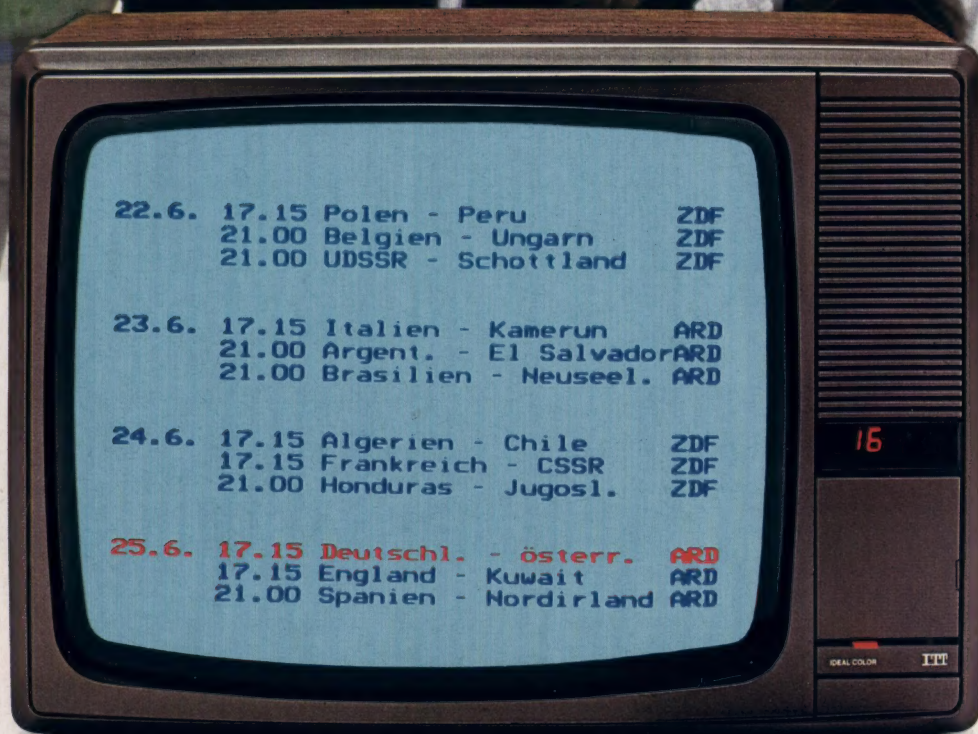 22.6. 17.15 Polen - Peru ZDF
21.00 Belgien - Ungarn ZDF
21.00 UDSSR - Schottland ZDF
23.6. 17.15 Italien - Kamerun ARD
21.00 Argent. - El Salvador ARD
21.00 Brasilien - Neuseel. ARD
24.6. 17.15 Algerien - Chile ZDF
17.15 Frankreich - CSSR ZDF
21.00 Honduras - Jugosl. ZDF
25.6. 17.15 Deutschl. - österr. ARD
17.15 England - Kuwait ARD
21.00 Spanien - Nordirland ARD
16
IDEAL COLOR ITT